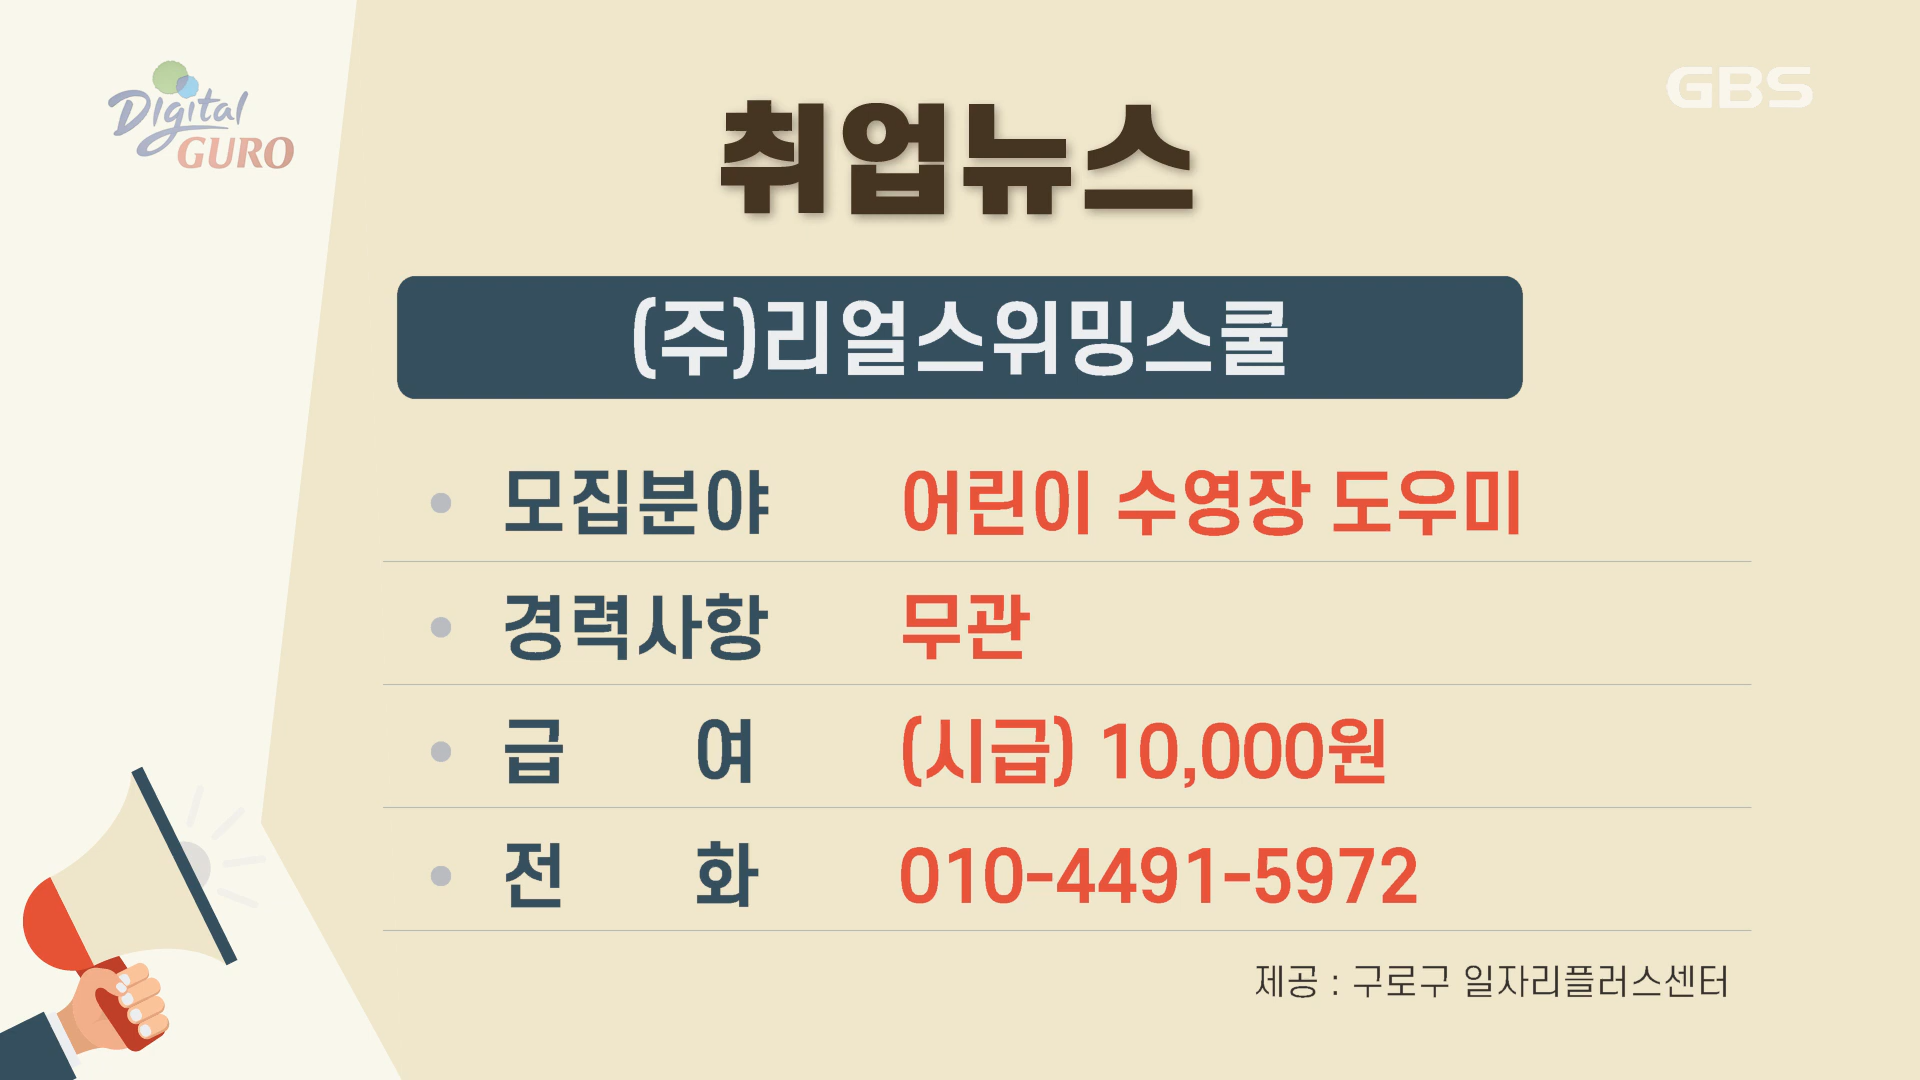 Digital
GURO
GBS
취업뉴스
(주)리얼스위밍스쿨
모집분야 어린이 수영장 도우미
경력사항 무관
급 여 (시급) 10,000원
전 화 010-4491-5972
제공 : 구로구 일자리플러스센터